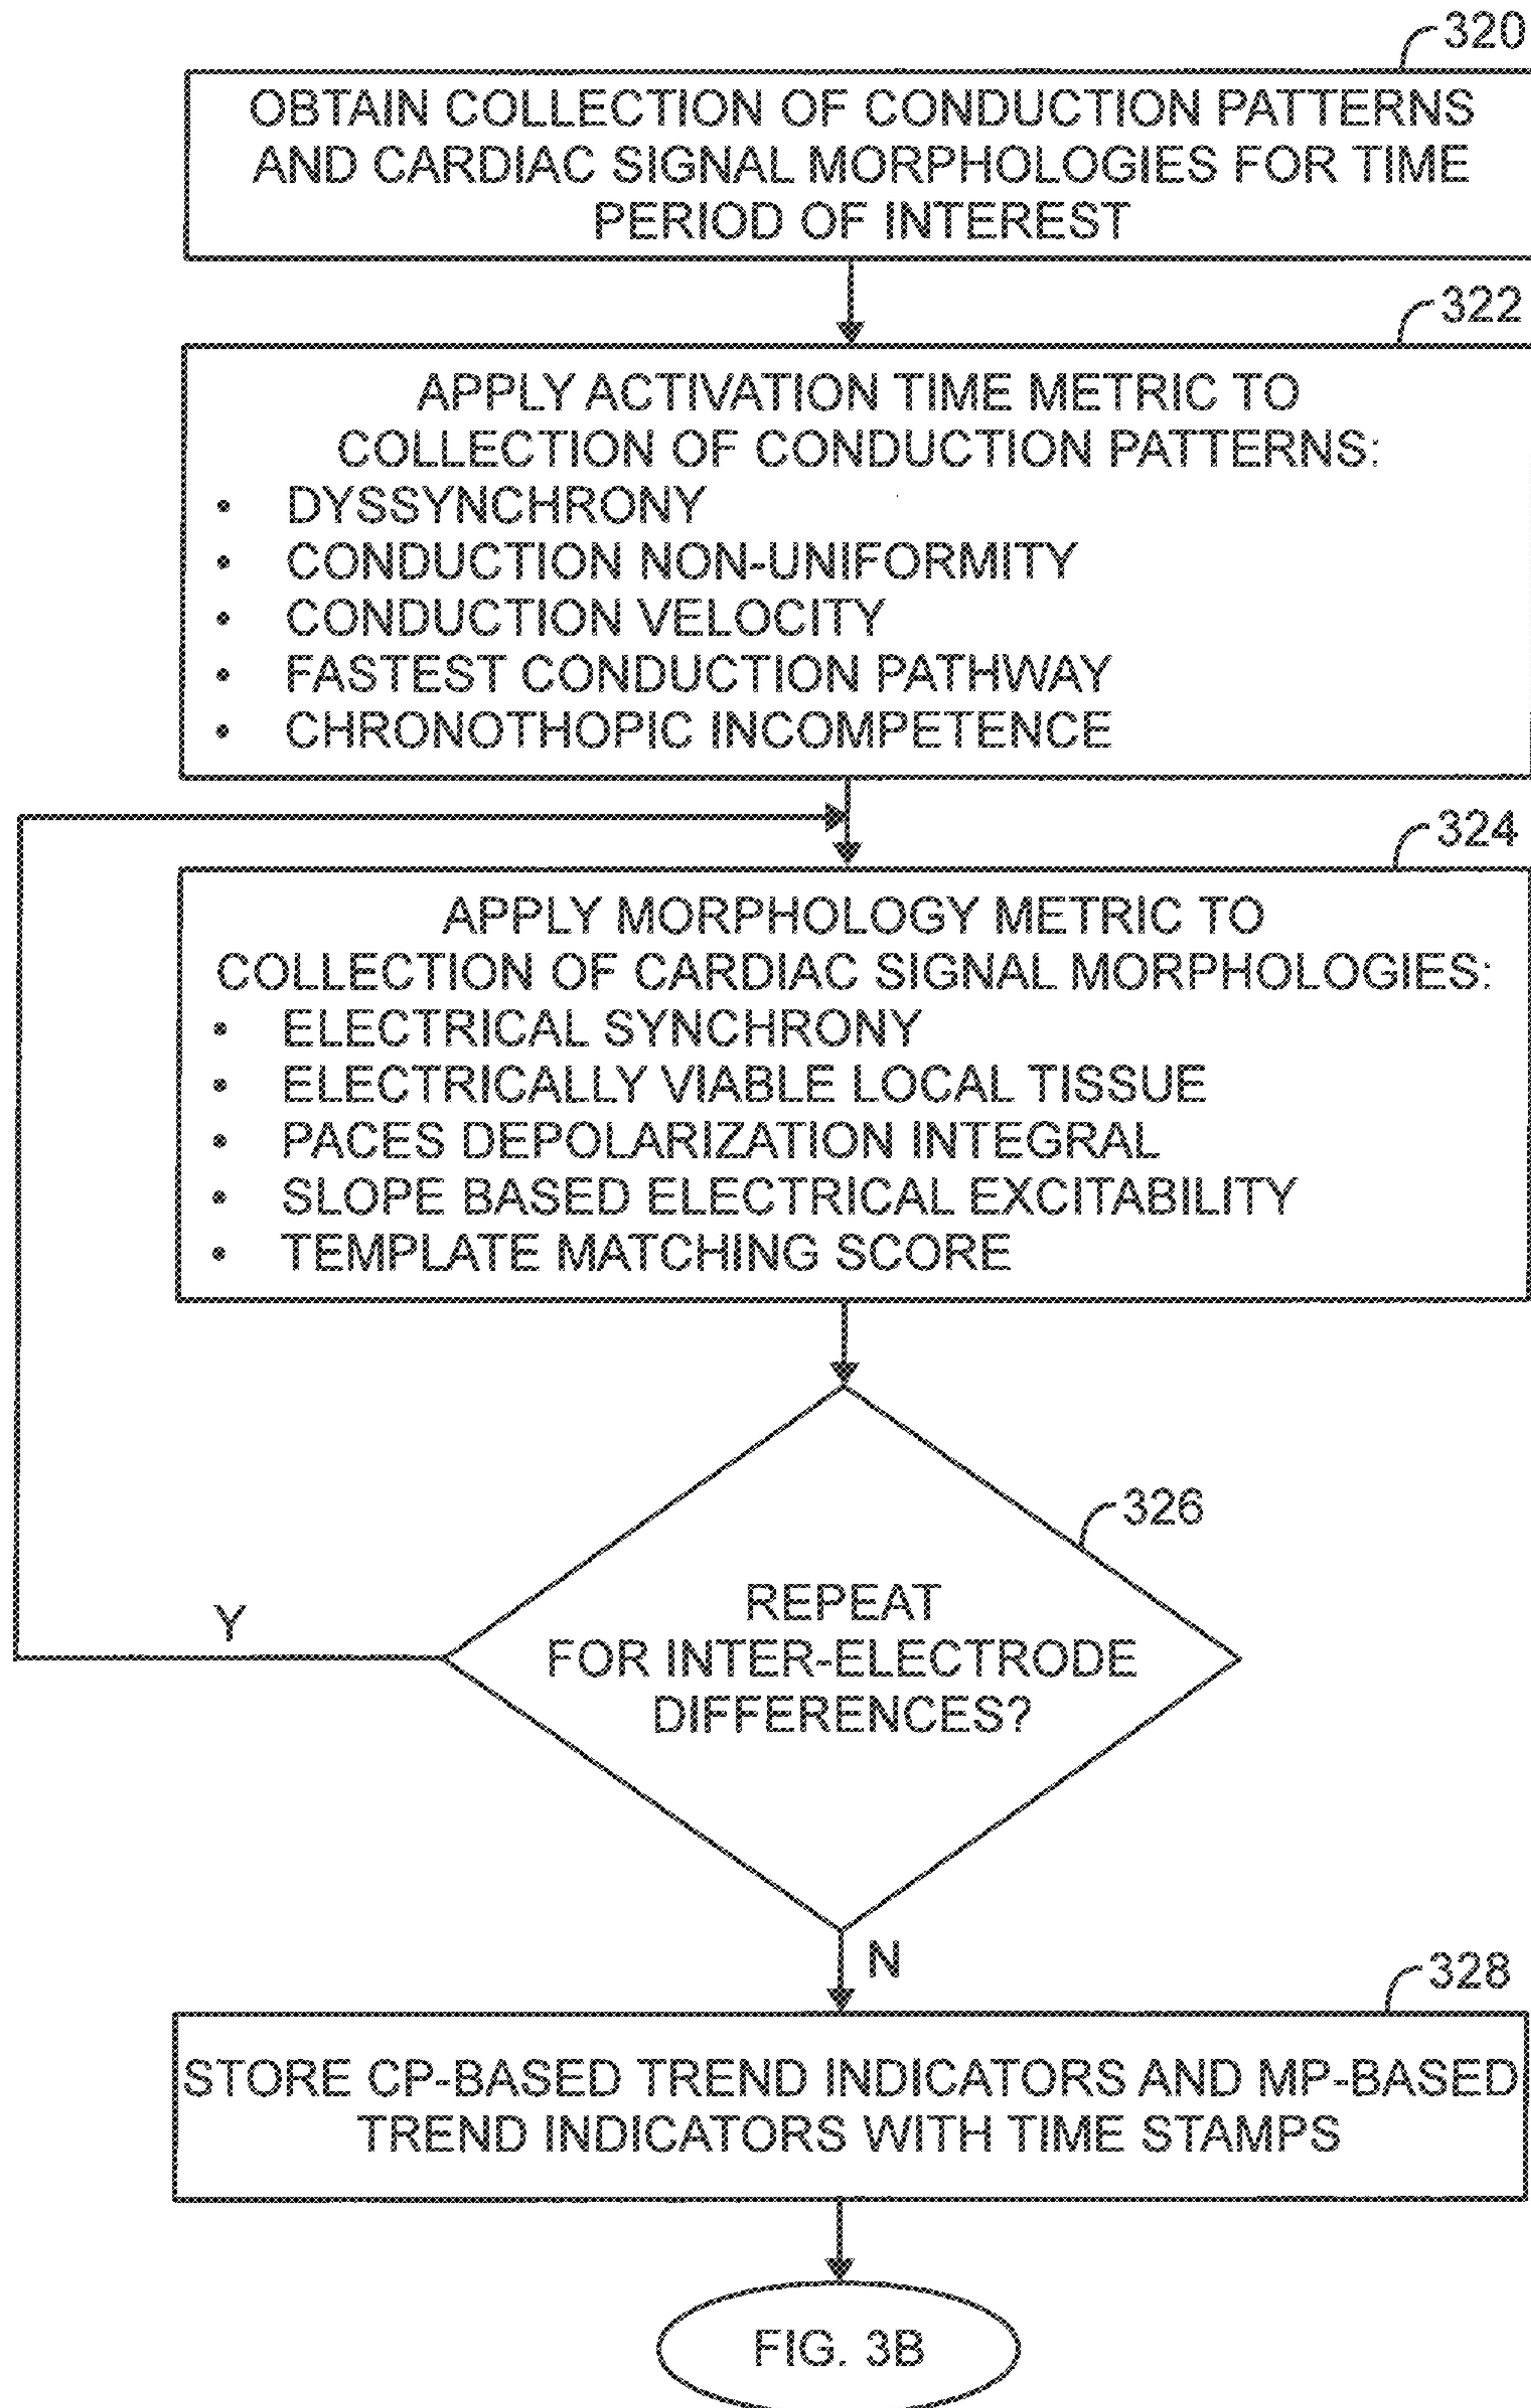 320
OBTAIN COLLECTION OF CONDUCTION PATTERNS
AND CARDIAC SIGNAL MORPHOLOGIES FOR TIME
PERIOD OF INTEREST
322
APPLY ACTIVATION TIME METRIC TO
COLLECTION OF CONDUCTION PATTERNS:
• DYSSYNCHRONY
• CONDUCTION NON-UNIFORMITY
• CONDUCTION VELOCITY
• FASTEST CONDUCTION PATHWAY
• CHRONOTHOPIC INCOMPETENCE
324
APPLY MORPHOLOGY METRIC TO
COLLECTION OF CARDIAC SIGNAL MORPHOLOGIES:
• ELECTRICAL SYNCHRONY
• ELECTRICALLY VIABLE LOCAL TISSUE
• PACES DEPOLARIZATION INTEGRAL
• SLOPE BASED ELECTRICAL EXCITABILITY
• TEMPLATE MATCHING SCORE
326
REPEAT
FOR INTER-ELECTRODE
DIFFERENCES?
Y
N
328
STORE CP-BASED TREND INDICATORS AND MP-BASED
TREND INDICATORS WITH TIME STAMPS
FIG. 3B